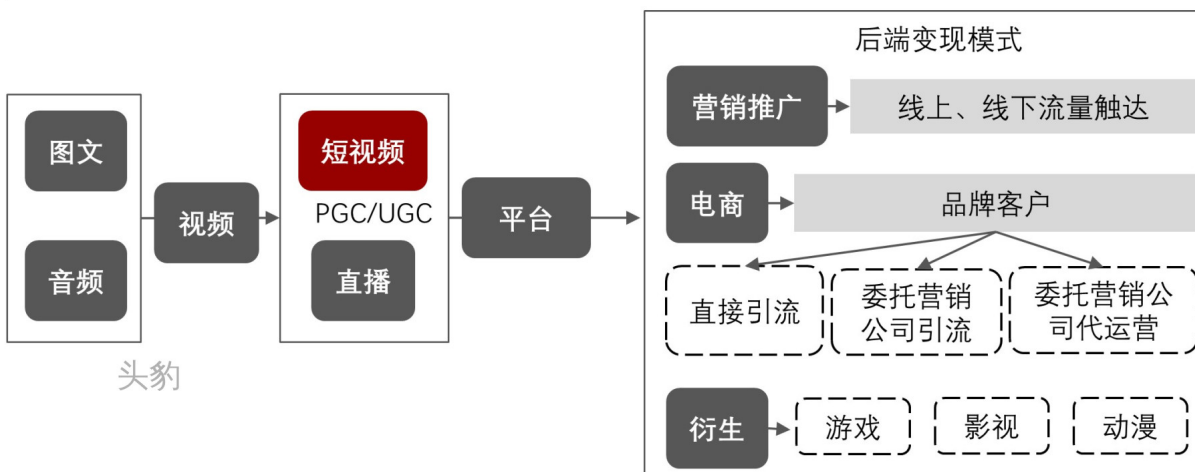 后端变现模式
图文
音频
视频
短视频
PGC/UGC
直播
平台
营销推广
线上、线下流量触达
电商
品牌客户
直接引流
委托营销
公司引流
委托营销公
司代运营
衍生
游戏
影视
动漫
头豹